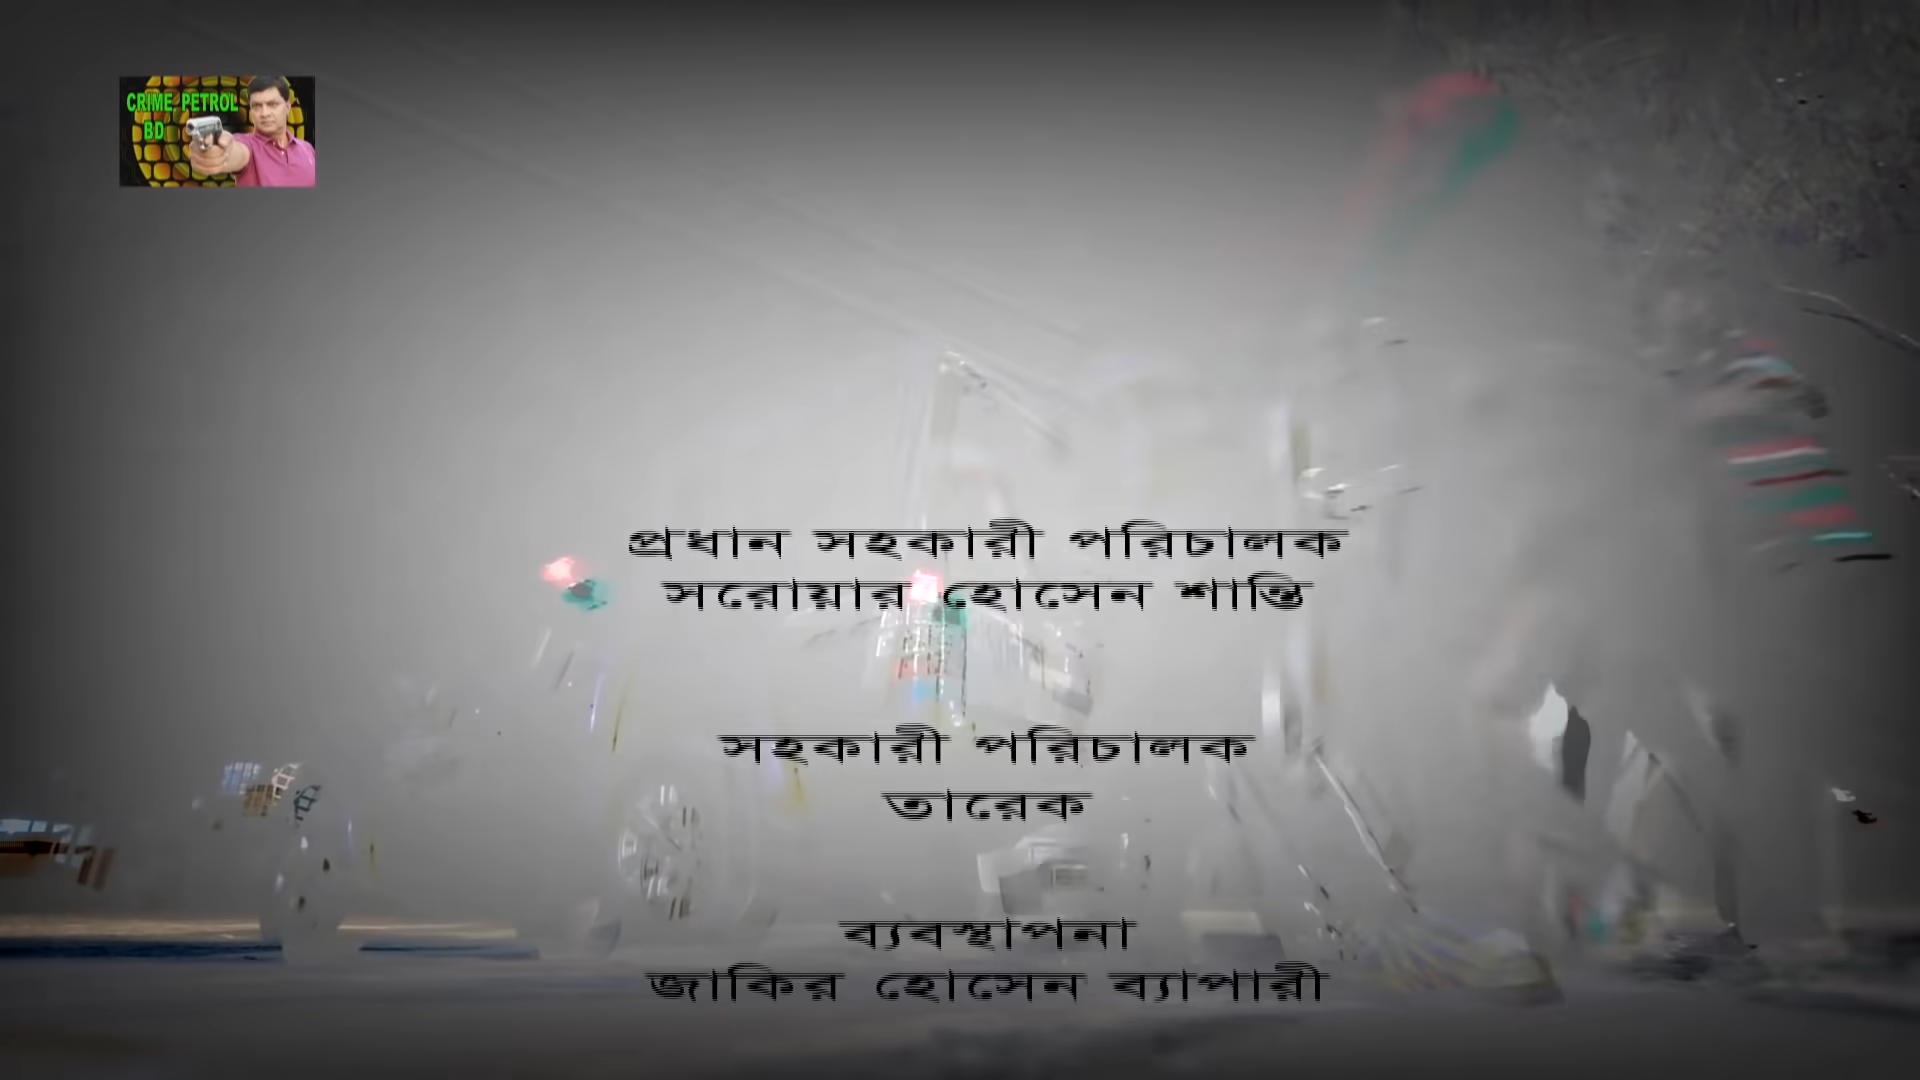 CRIME PETROL
BD
প্রধান সহকারী পরিচালক
সরোয়ার হোসেন শান্তি
সহকারী পরিচালক
তারেক
ব্যবস্থাপনা
জাকির হোসেন ব্যাপারী